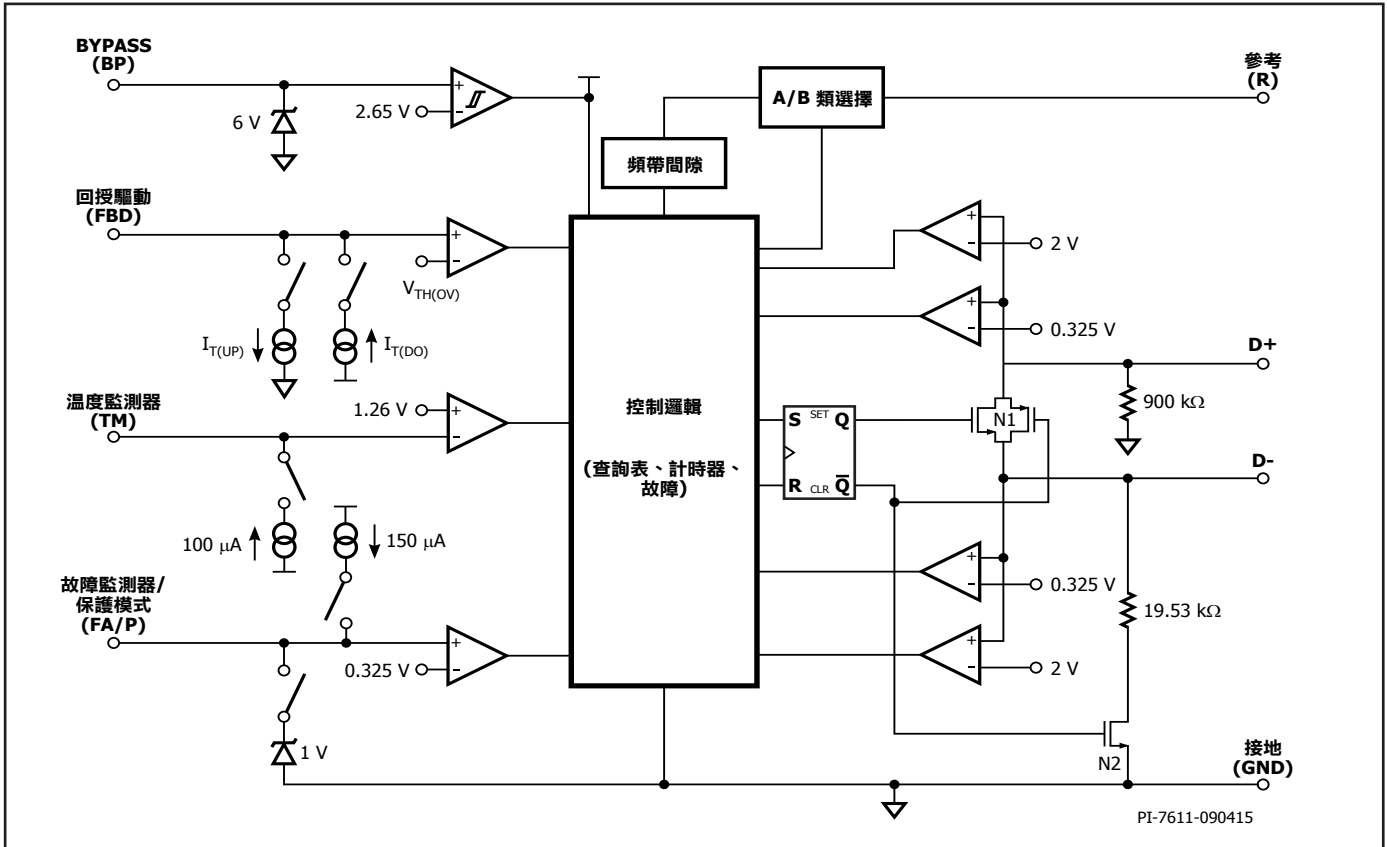 BYPASS
(BP)
6 V
2.65 V
+
-
A/B 類選擇
參考
(R)
頻帶間隙
回授驅動
(FBD)
+
-
V_TH(OV)
I_T(UP)
I_T(DO)
+
-
2 V
+
-
0.325 V
D+
900 kΩ
溫度監測器
(TM)
1.26 V
+
-
100 μA
150 μA
控制邏輯
(查詢表、計時器、
故障)
S SET Q
R CLR Q̅
N1
D-
故障監測器/
保護模式
(FA/P)
+
-
0.325 V
1 V
+
-
0.325 V
+
-
2 V
19.53 kΩ
N2
接地
(GND)
PI-7611-090415